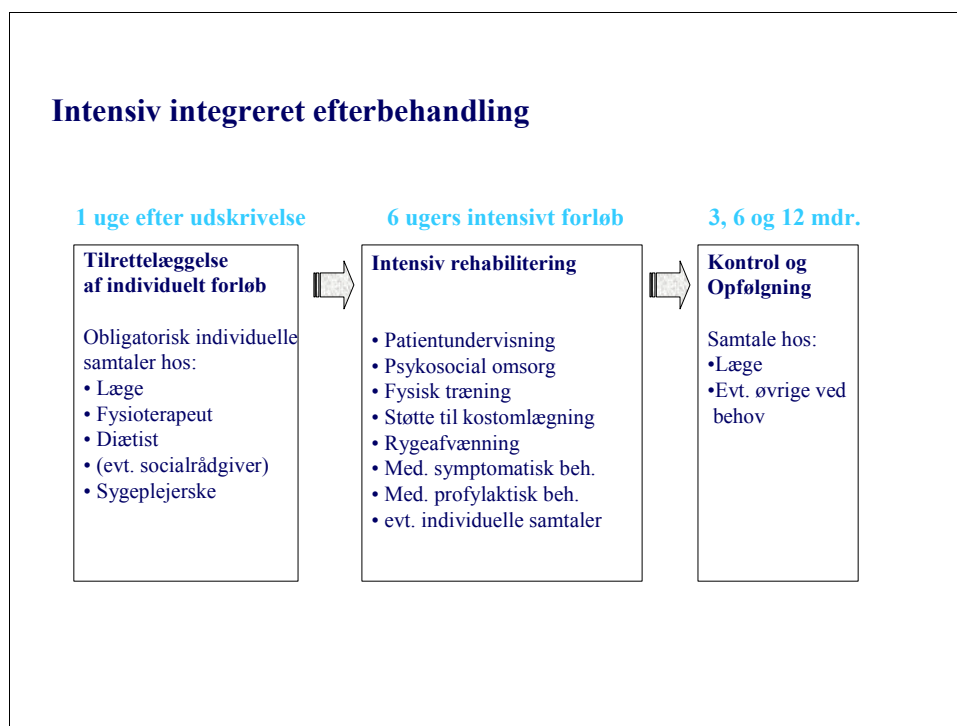 Intensiv integreret efterbehandling
1 uge efter udskrivelse
Tilrettelæggelse
af individuelt forløb
Obligatorisk individuelle
samtaler hos:
• Læge
• Fysioterapeut
• Diætist
• (evt. socialrådgiver)
• Sygeplejerske
6 ugers intensivt forløb
Intensiv rehabilitering
• Patientundervisning
• Psykosocial omsorg
• Fysisk træning
• Støtte til kostomlægning
• Rygeafvænning
• Med. symptomatisk beh.
• Med. profylaktisk beh.
• evt. individuelle samtaler
3, 6 og 12 mdr.
Kontrol og
Opfølgning
Samtale hos:
•Læge
•Evt. øvrige ved
behov